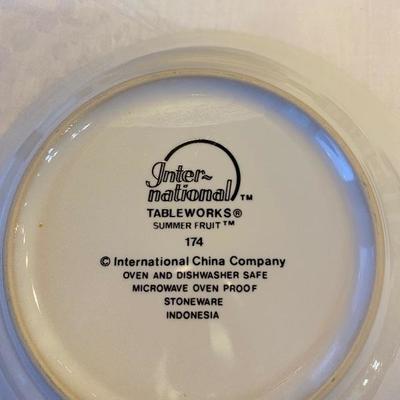 Inter~
national™
TABLEWORKS®
SUMMER FRUIT™
174
© International China Company
OVEN AND DISHWASHER SAFE
MICROWAVE OVEN PROOF
STONEWARE
INDONESIA